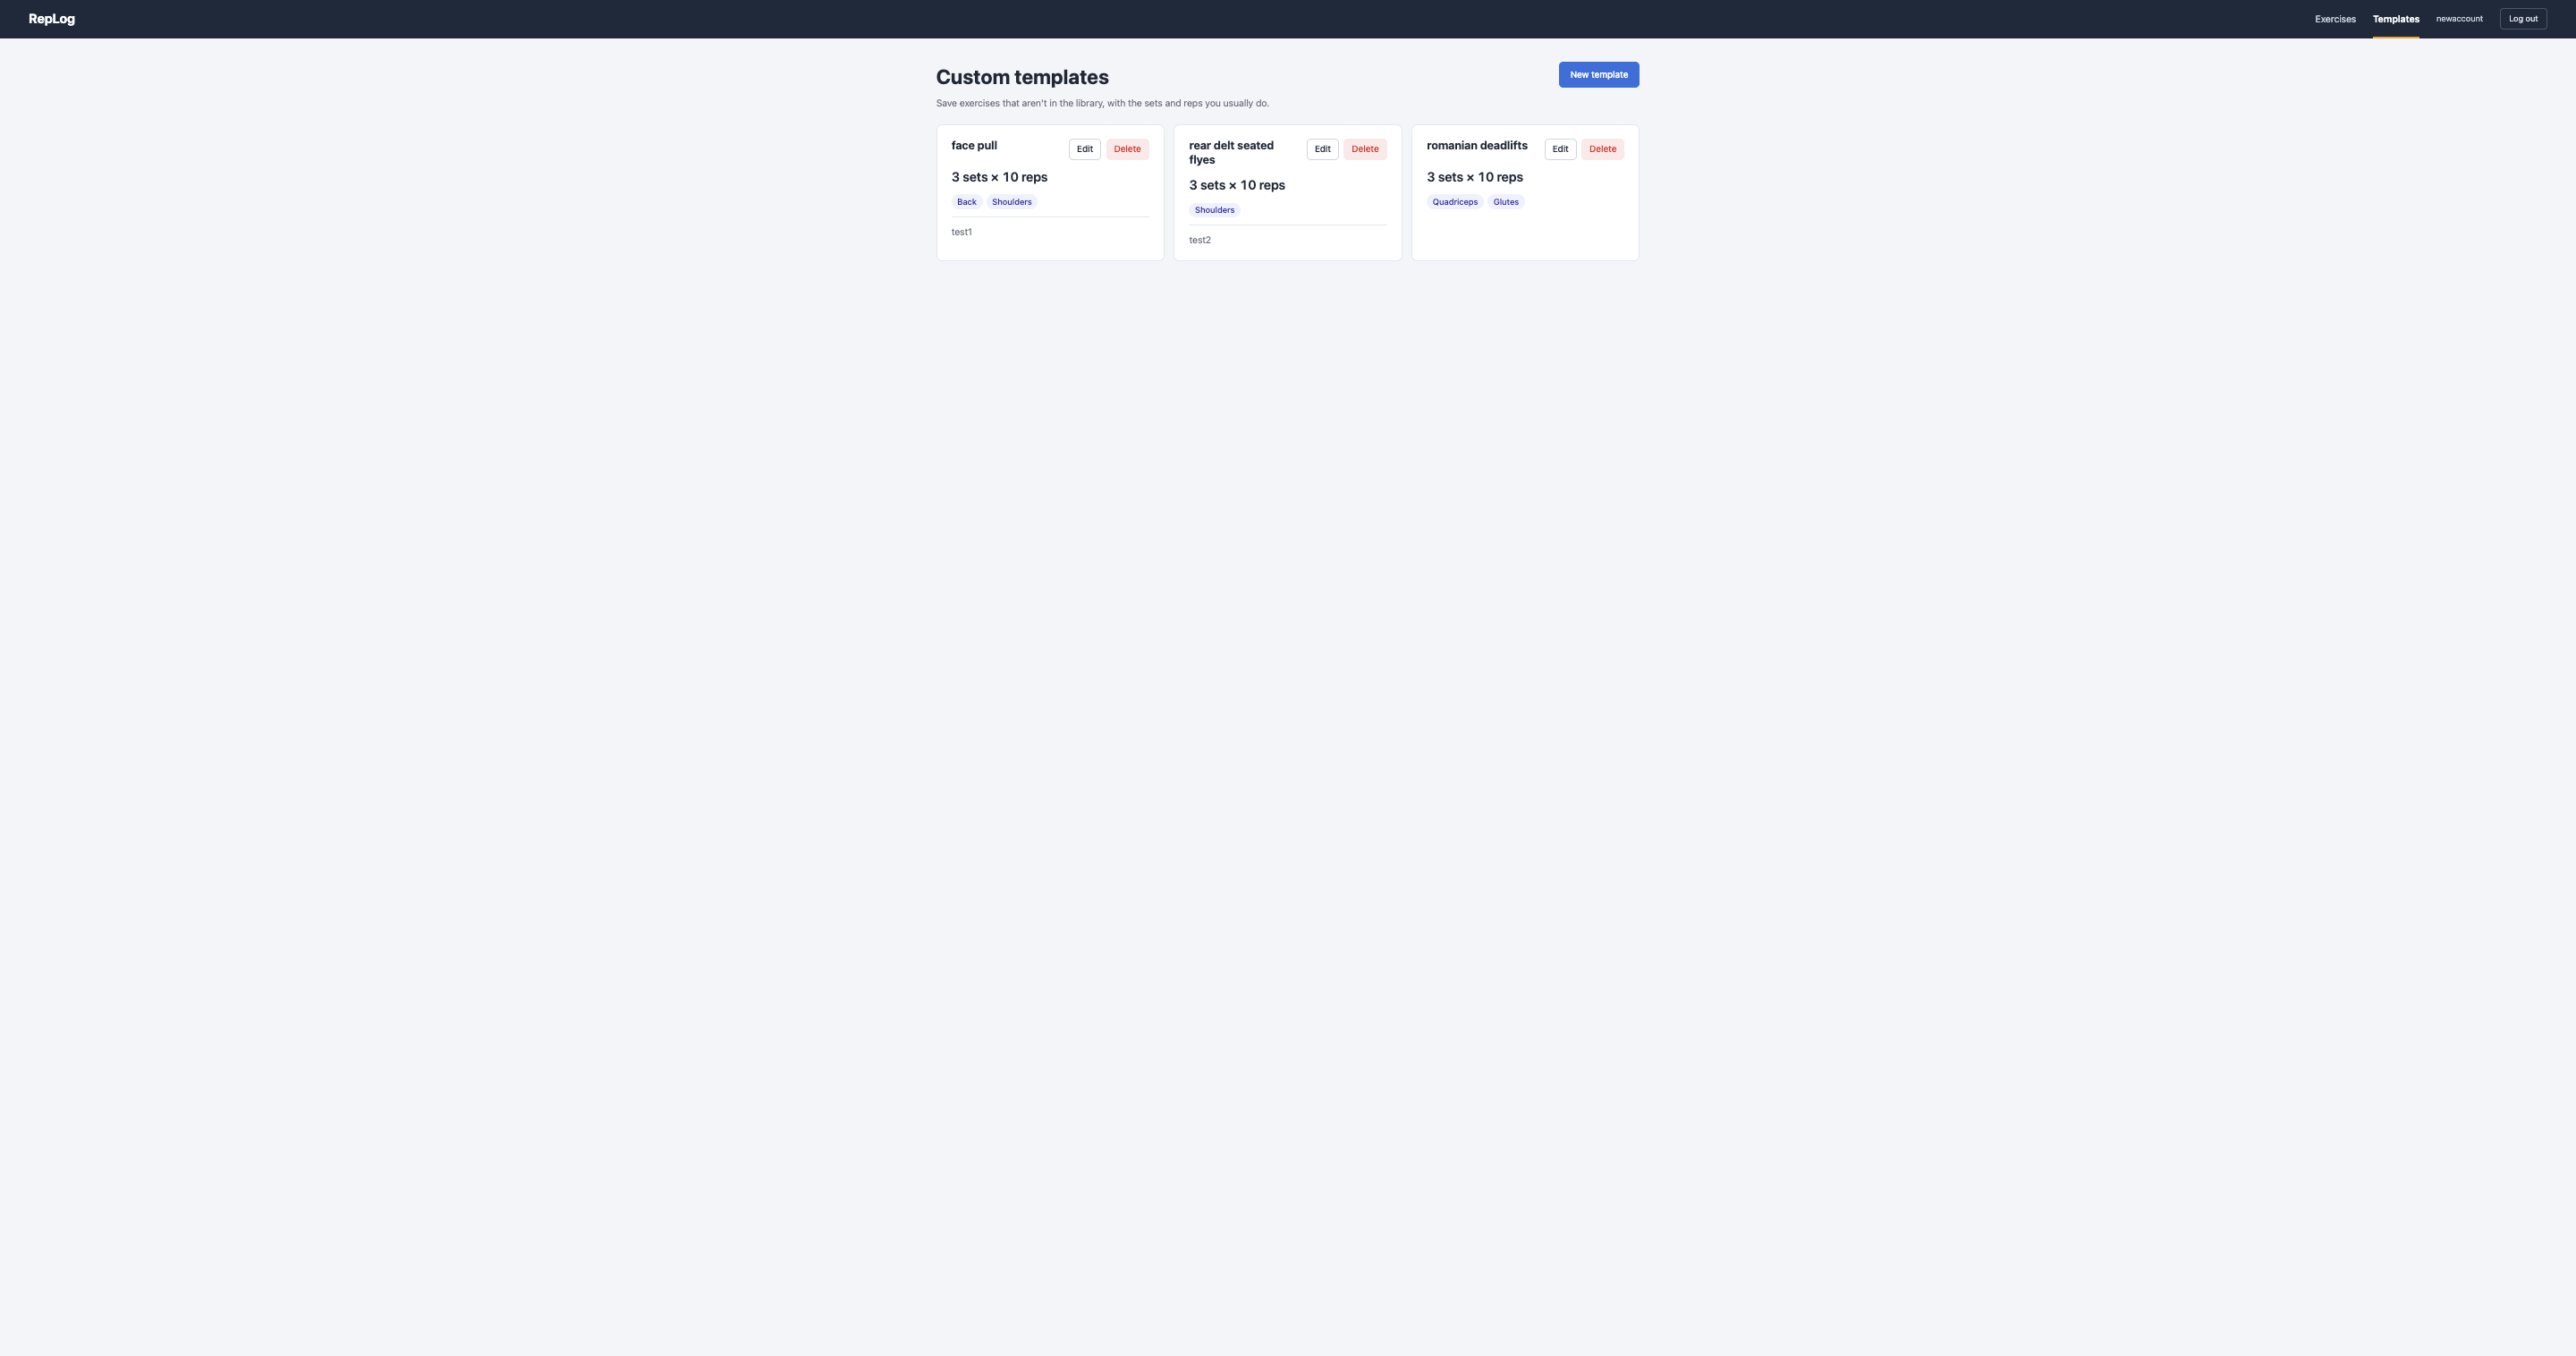 RepLog
Exercises Templates newaccount Log out
Custom templates
New template
Save exercises that aren't in the library, with the sets and reps you usually do.
face pull
Edit Delete
3 sets × 10 reps
Back Shoulders
test1
rear delt seated
flyes
Edit Delete
3 sets × 10 reps
Shoulders
test2
romanian deadlifts
Edit Delete
3 sets × 10 reps
Quadriceps Glutes